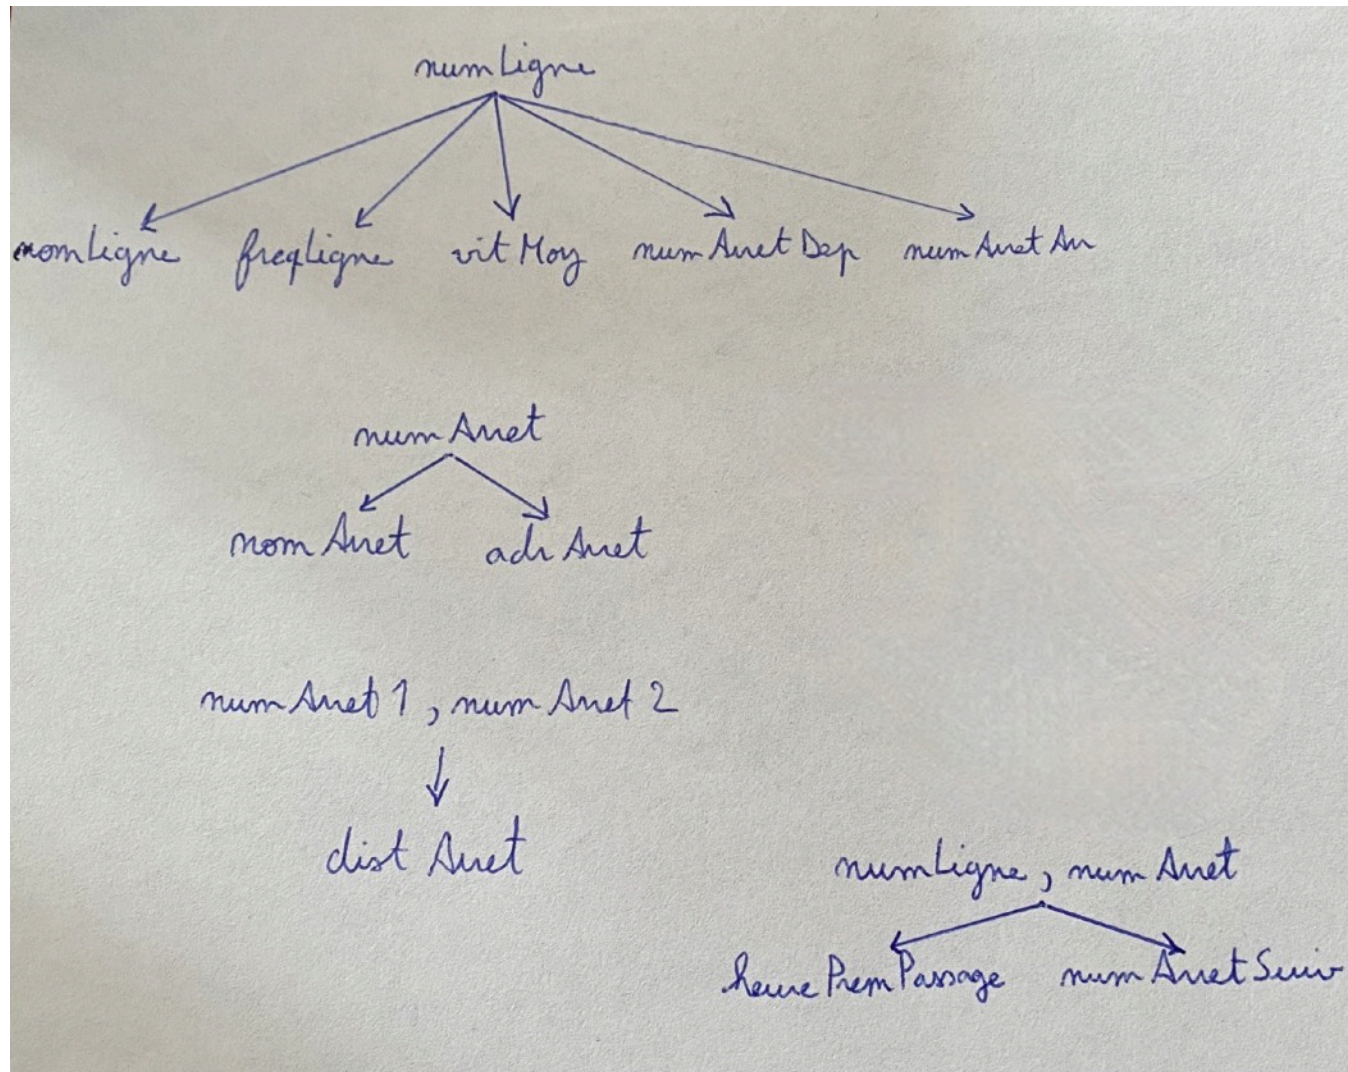 numLigne
nomLigne freqLigne vitMoy numArretDep numArretArr
numArret
nomArret adrArret
numArret1, numArret2
distArret
numLigne, numArret
heurePremPassage numArretSuiv